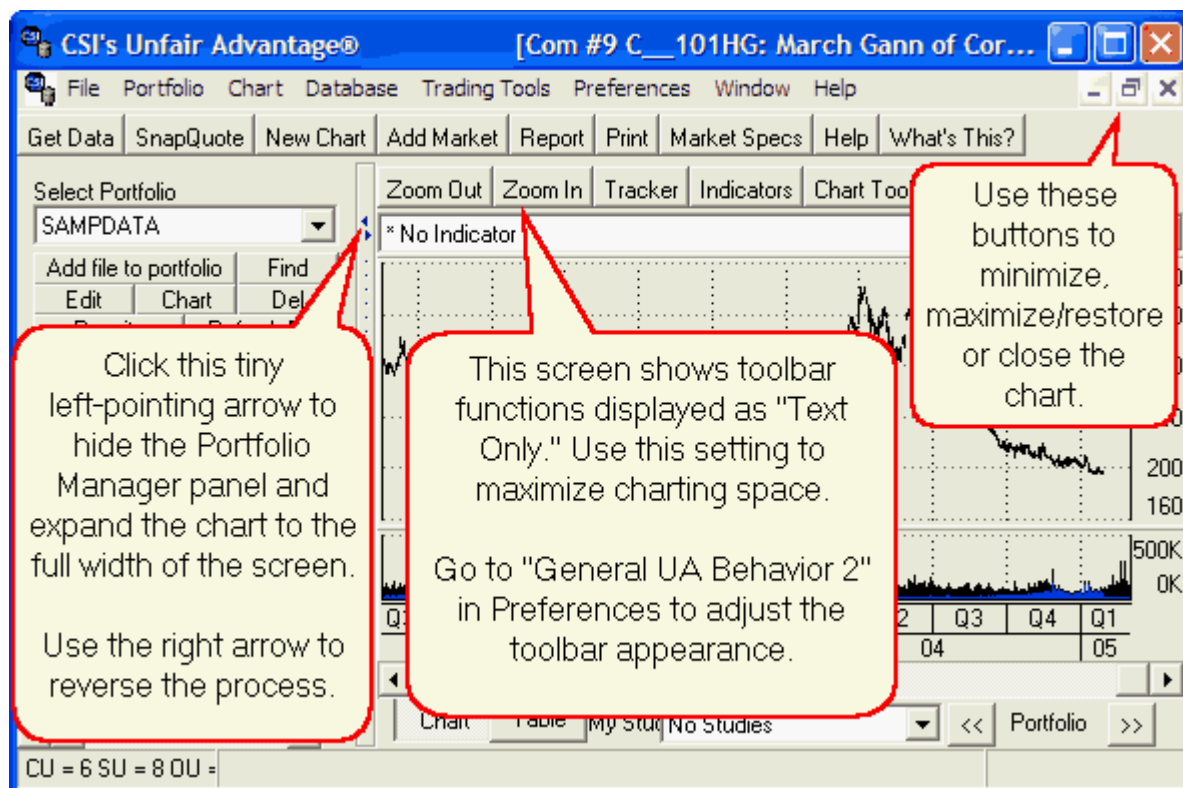 CSI's Unfair Advantage® [Com #9 C__101HG: March Gann of Cor...
File Portfolio Chart Database Trading Tools Preferences Window Help
Get Data SnapQuote New Chart Add Market Report Print Market Specs Help What's This?
Select Portfolio
SAMPDATA
Add file to portfolio Find
Edit Chart Del
Zoom Out Zoom In Tracker Indicators Chart Too
* No Indicator
Click this tiny
left-pointing arrow to
hide the Portfolio
Manager panel and
expand the chart to the
full width of the screen.
Use the right arrow to
reverse the process.
This screen shows toolbar
functions displayed as "Text
Only." Use this setting to
maximize charting space.
Go to "General UA Behavior 2"
in Preferences to adjust the
toolbar appearance.
Use these
buttons to
minimize,
maximize/restore
or close the
chart.
200
160
500K
0K
2 Q3 Q4 Q1
04 05
Chart Table My Stud No Studies << Portfolio >>
CU = 6 SU = 8 OU =